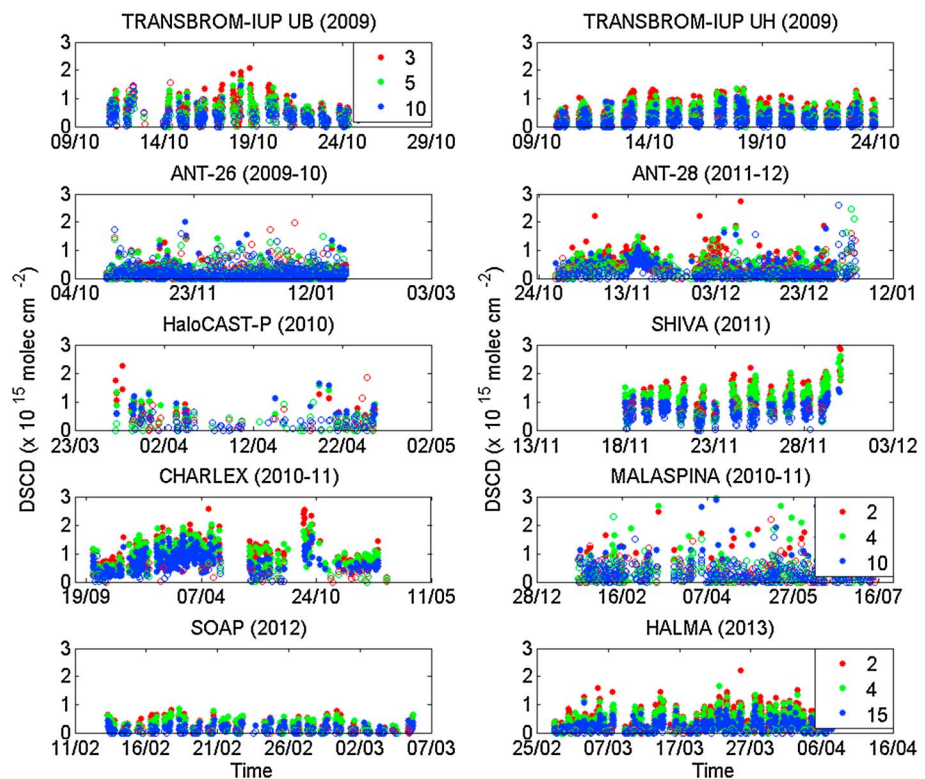 TRANSBROM-IUP UB (2009)
3
2
1
0
09/10 14/10 19/10 24/10 29/10
3
5
10
TRANSBROM-IUP UH (2009)
3
2
1
0
09/10 14/10 19/10 24/10
ANT-26 (2009-10)
3
2
1
0
04/10 23/11 12/01 03/03
ANT-28 (2011-12)
3
2
1
0
24/10 13/11 03/12 23/12 12/01
DSCD (x 10 15 molec cm -2)
DSCD (x 10 15 molec cm -2)
HaloCAST-P (2010)
3
2
1
0
23/03 02/04 12/04 22/04 02/05
SHIVA (2011)
3
2
1
0
13/11 18/11 23/11 28/11 03/12
CHARLEX (2010-11)
3
2
1
0
19/09 07/04 24/10 11/05
MALASPINA (2010-11)
3
2
1
0
28/12 16/02 07/04 27/05 16/07
2
4
10
SOAP (2012)
3
2
1
0
11/02 16/02 21/02 26/02 02/03 07/03
Time
HALMA (2013)
3
2
1
0
25/02 07/03 17/03 27/03 06/04 16/04
2
4
15
Time